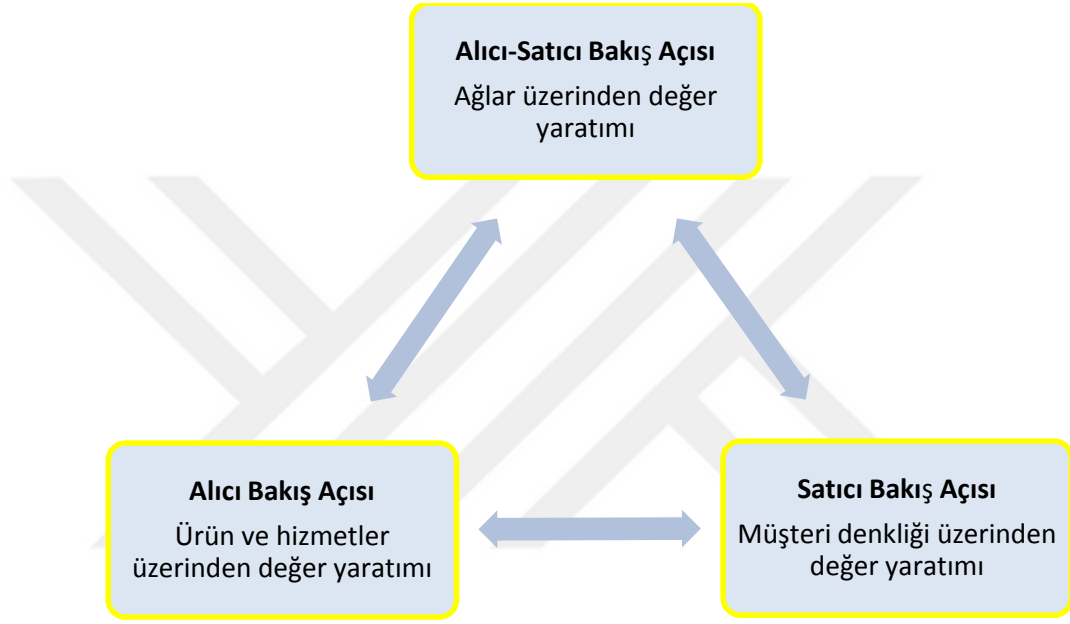 Alıcı-Satıcı Bakış Açısı
Ağlar üzerinden değer
yaratımı
Alıcı Bakış Açısı
Ürün ve hizmetler
üzerinden değer yaratımı
Satıcı Bakış Açısı
Müşteri denkliği üzerinden
değer yaratımı